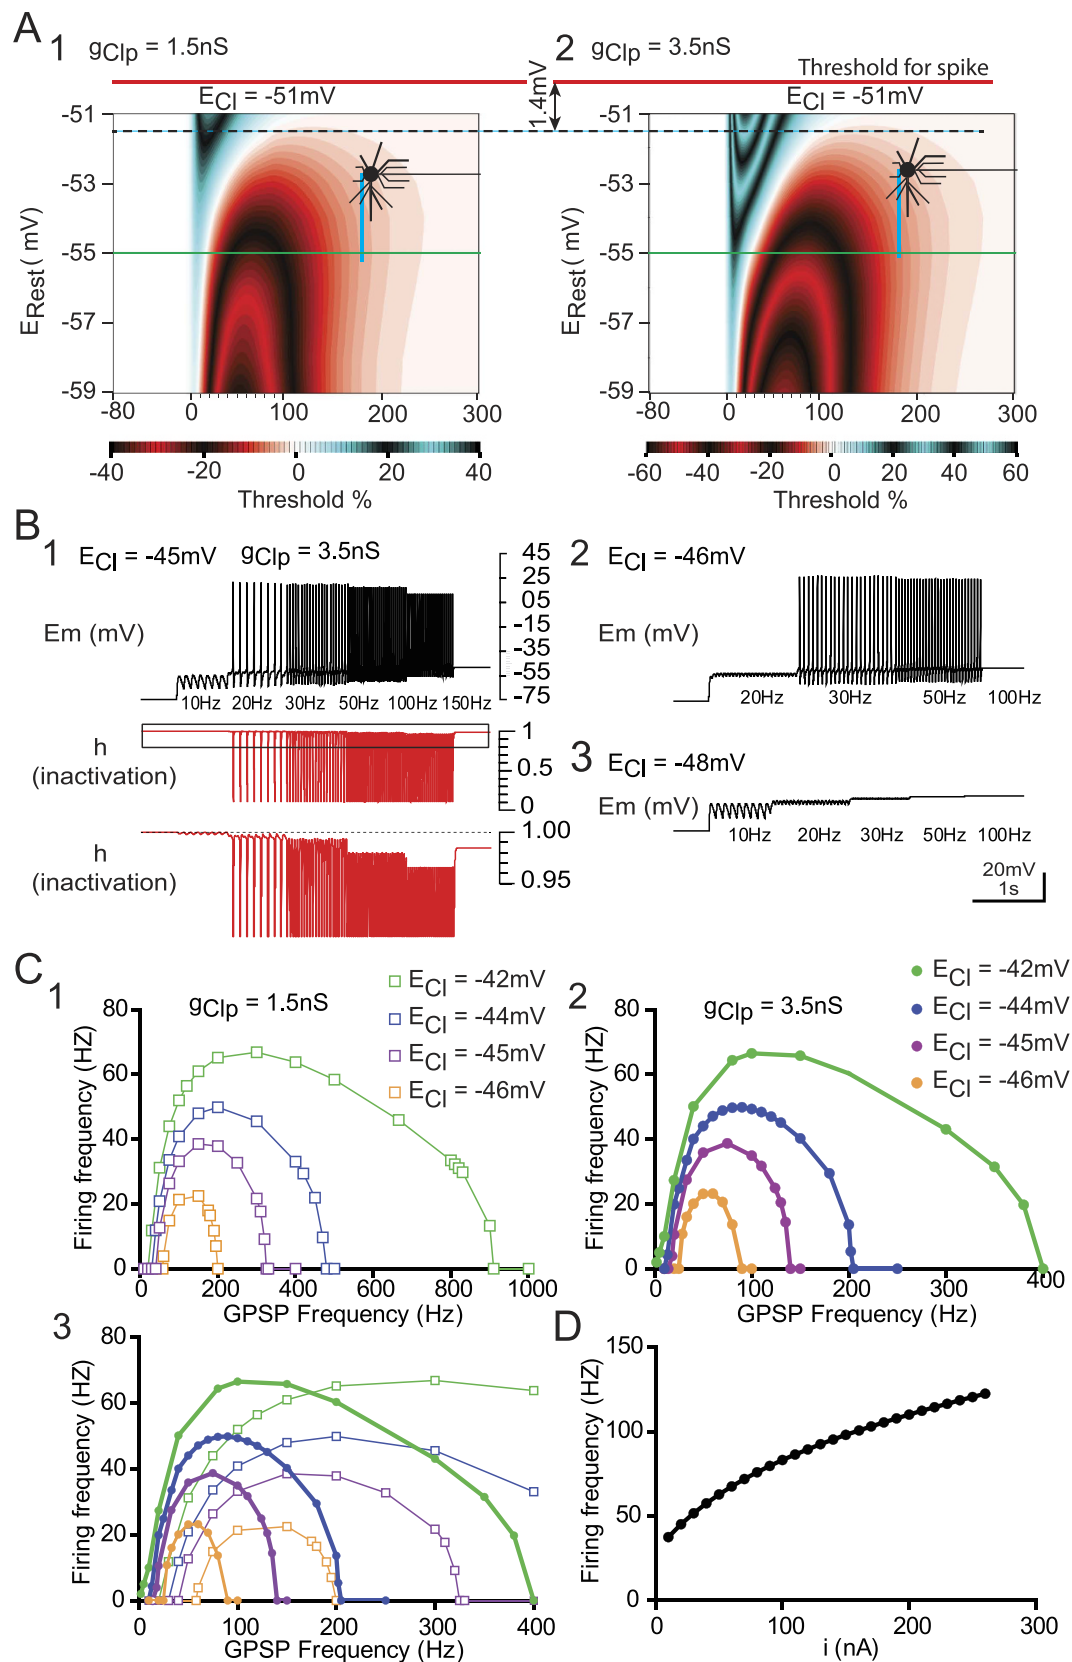 A
1 gClp = 1.5nS
2 gClp = 3.5nS
Threshold for spike
1.4mV
ECl = -51mV
ECl = -51mV
ERest( mV)
-51
-53
-55
-57
-59
-80 0 100 200 300
-40 -20 0 20 40
Threshold %
ERest( mV)
-51
-53
-55
-57
-59
-80 0 100 200 300
-60 -40 -20 0 20 40 60
Threshold %
B
1 ECl = -45mV gClp = 3.5nS
Em (mV)
45
25
05
-15
-35
-55
-75
10Hz 20Hz 30Hz 50Hz 100Hz 150Hz
h
(inactivation)
1
0.5
0
h
(inactivation)
1.00
0.95
2 ECl = -46mV
Em (mV)
20Hz 30Hz 50Hz 100Hz
3 ECl = -48mV
Em (mV)
10Hz 20Hz 30Hz 50Hz 100Hz
20mV
1s
C
1
gClp = 1.5nS
ECl = -42mV
ECl = -44mV
ECl = -45mV
ECl = -46mV
Firing frequency (HZ)
80
60
40
20
0
0 200 400 600 800 1000
GPSP Frequency (Hz)
2
gClp = 3.5nS
ECl = -42mV
ECl = -44mV
ECl = -45mV
ECl = -46mV
Firing frequency (HZ)
80
60
40
20
0
0 100 200 300 400
GPSP Frequency (Hz)
3
Firing frequency (HZ)
80
60
40
20
0
0 100 200 300 400
GPSP Frequency (Hz)
D
Firing frequency (HZ)
150
100
50
0
0 100 200 300
i (nA)